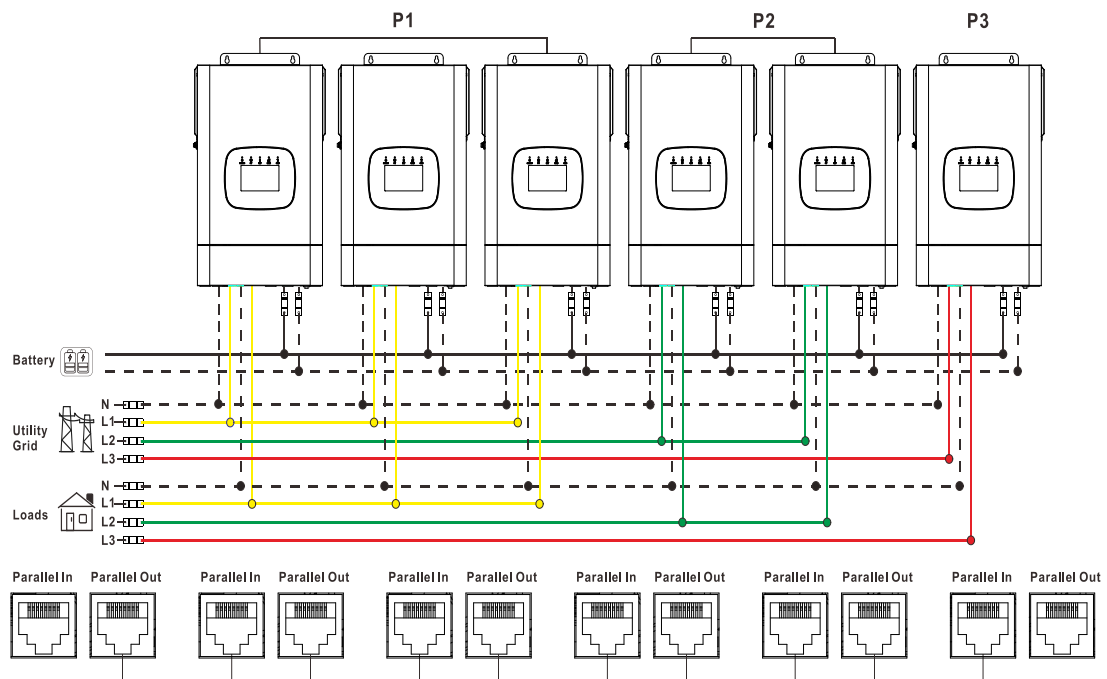 P1 P2 P3
Battery
N
L1
Utility
Grid
L2
L3
N
L1
Loads
L2
L3
Parallel In Parallel Out Parallel In Parallel Out Parallel In Parallel Out Parallel In Parallel Out Parallel In Parallel Out Parallel In Parallel Out